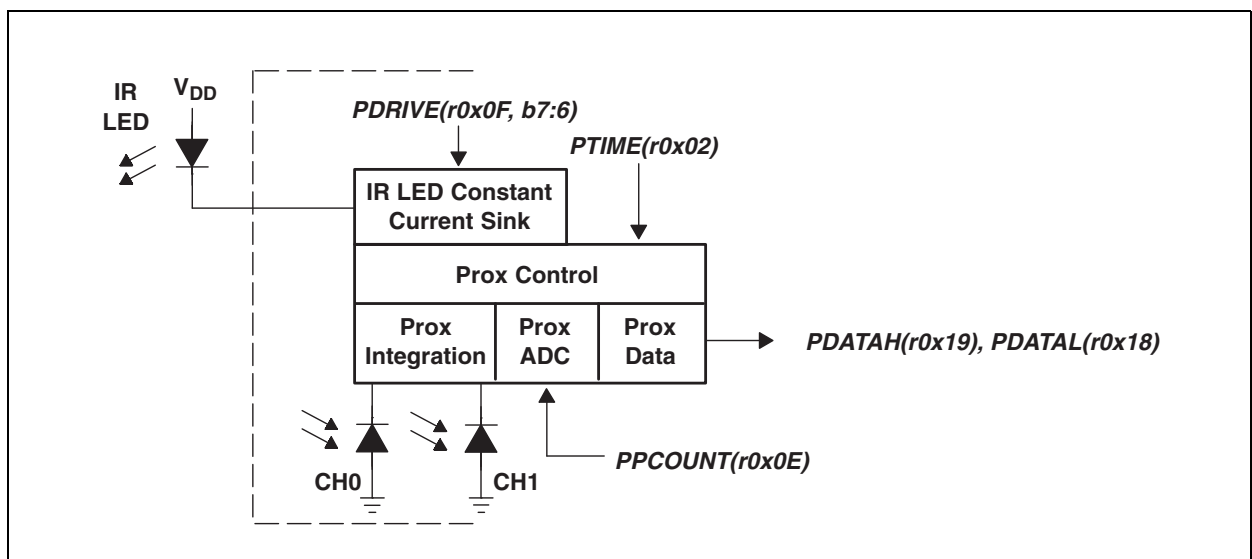 IR
LED
VDD
PDRIVE(r0x0F, b7:6)
PTIME(r0x02)
IR LED Constant
Current Sink
Prox Control
Prox
Integration
Prox
ADC
Prox
Data
PDATAH(r0x19), PDATAL(r0x18)
CH0
CH1
PPCOUNT(r0x0E)